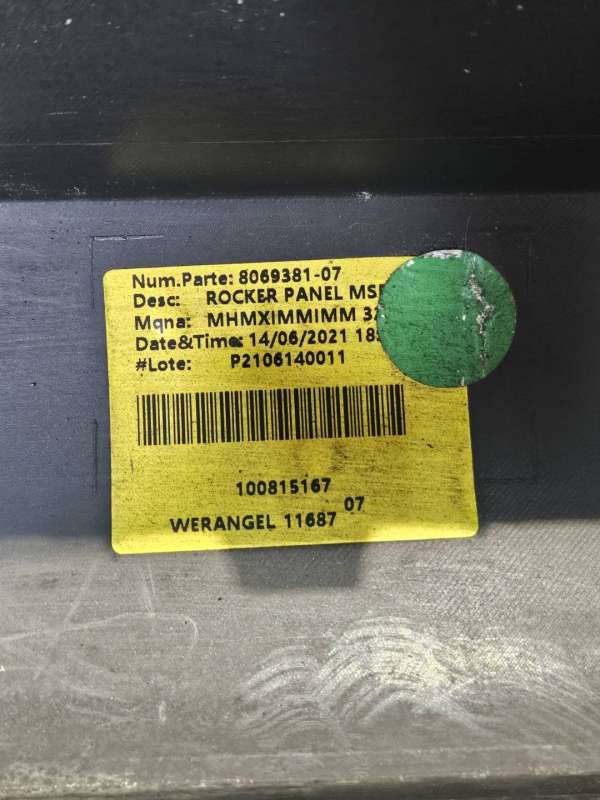 Num.Parte: 8069381-07
Desc: ROCKER PANEL
Mqna: MHMXIMMIMM
Date&Time: 14/06/2021
#Lote: P2106140011
100815167
07
WERANGEL 11687